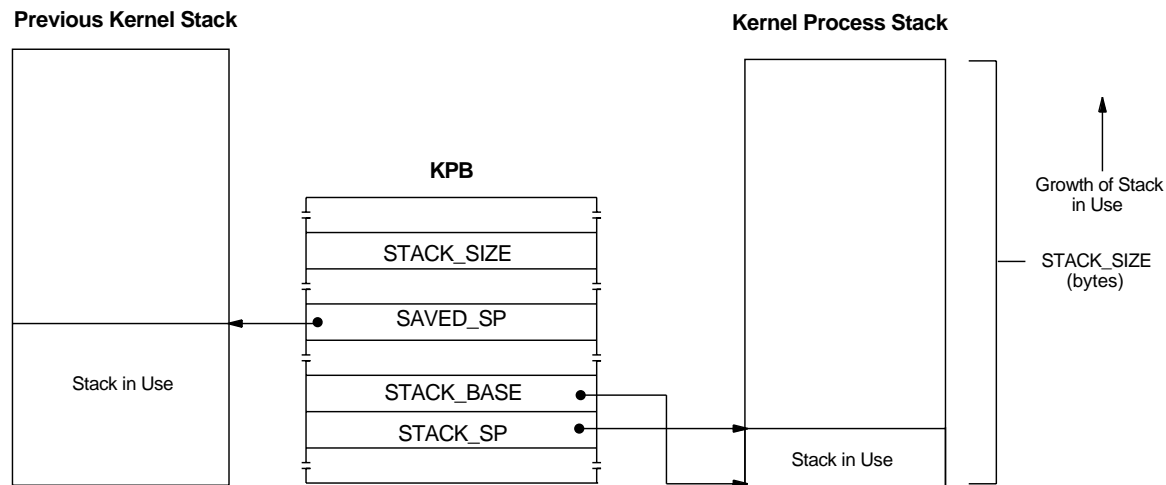 Previous Kernel Stack
Kernel Process Stack
KPB
Growth of Stack
in Use
STACK_SIZE
STACK_SIZE
(bytes)
SAVED_SP
Stack in Use
STACK_BASE
STACK_SP
Stack in Use